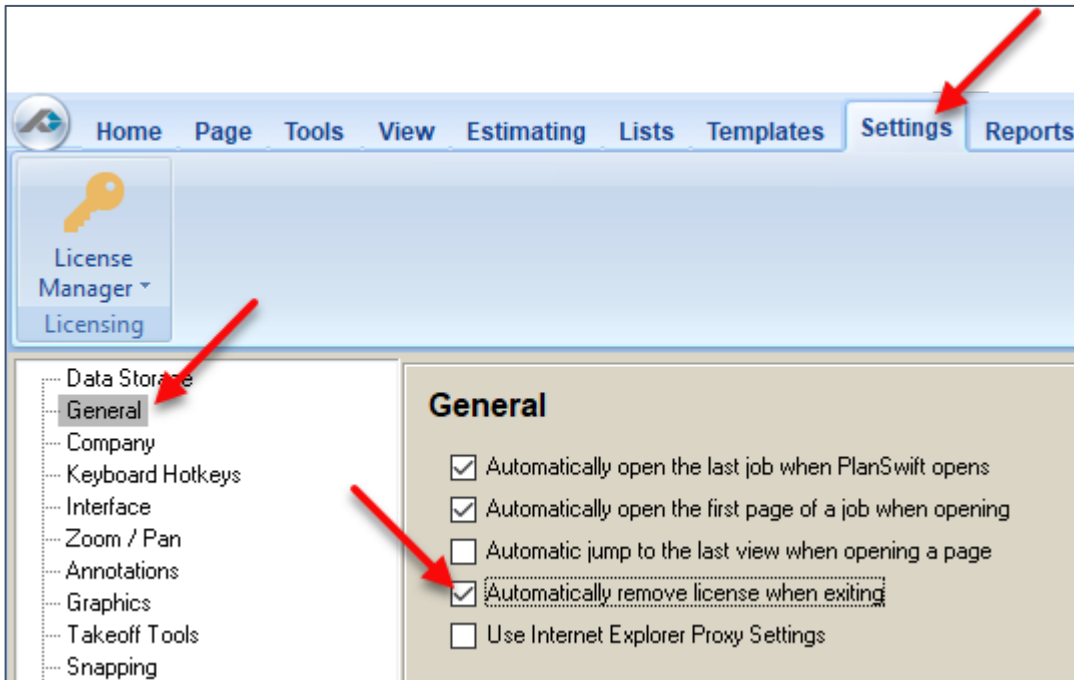 Home Page Tools View Estimating Lists Templates Settings Reports
License
Manager
Licensing
Data Storage
General
Company
Keyboard Hotkeys
Interface
Zoom / Pan
Annotations
Graphics
Takeoff Tools
Snapping
General
Automatically open the last job when PlanSwift opens
Automatically open the first page of a job when opening
Automatic jump to the last view when opening a page
Automatically remove license when exiting
Use Internet Explorer Proxy Settings